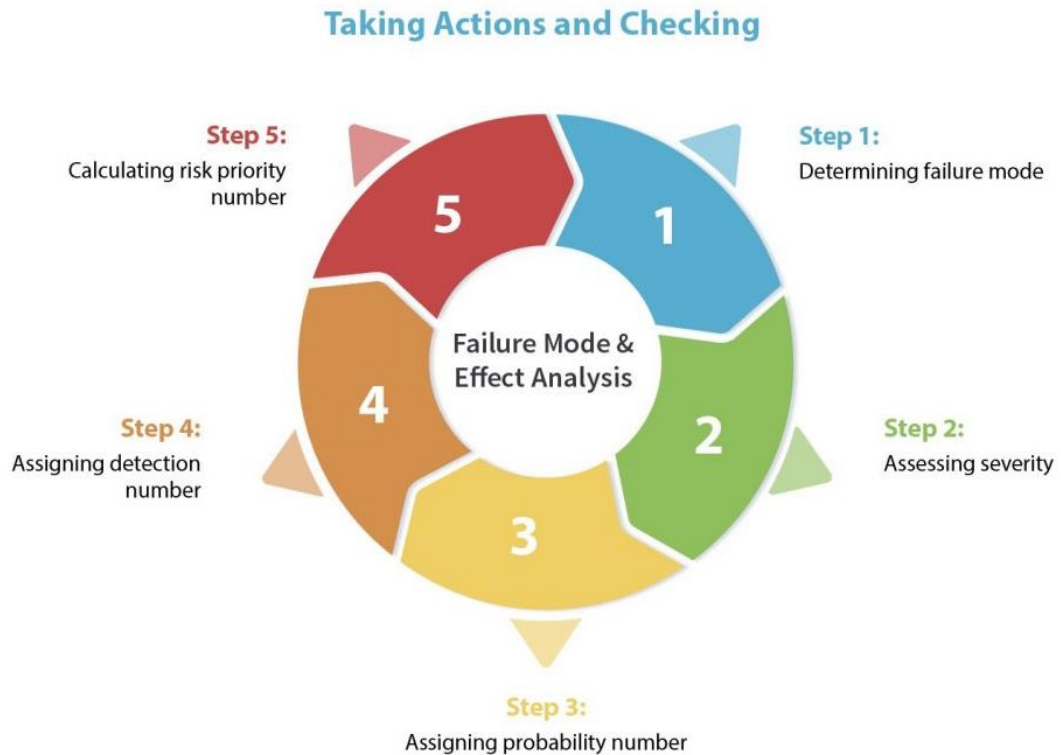 Taking Actions and Checking
Step 5:
Calculating risk priority
number
Step 1:
Determining failure mode
5
1
Failure Mode &
Effect Analysis
4
2
Step 4:
Assigning detection
number
Step 2:
Assessing severity
3
Step 3:
Assigning probability number